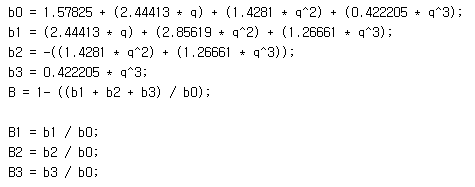 b0 = 1.57825 + (2.44413 * q) + (1.4281 * q^2) + (0.422205 * q^3);
b1 = (2.44413 * q) + (2.85619 * q^2) + (1.26661 * q^3);
b2 = -((1.4281 * q^2) + (1.26661 * q^3));
b3 = 0.422205 * q^3;
B = 1- ((b1 + b2 + b3) / b0);
B1 = b1 / b0;
B2 = b2 / b0;
B3 = b3 / b0;